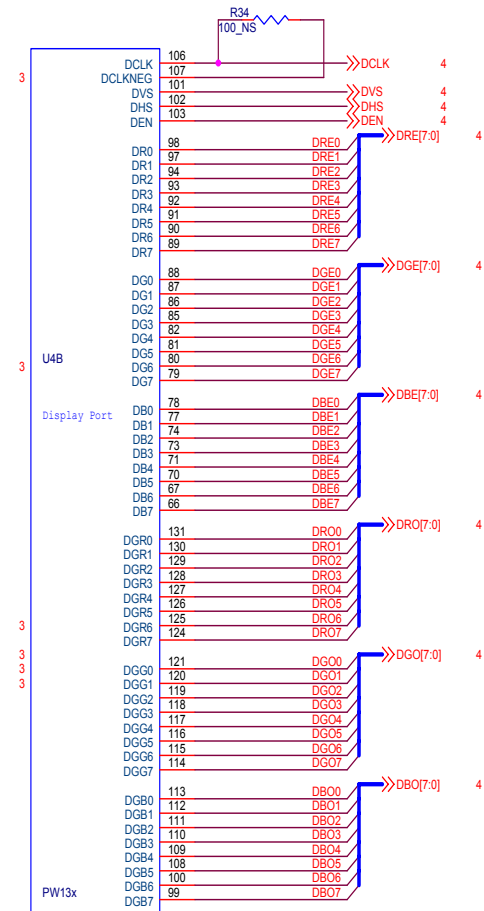 R34
100_NS
DCLK 106 DCLK 4
3 DCLKNEG 107
DVS 101 DVS 4
DHS 102 DHS 4
DEN 103 DEN 4
DRE[7:0] 4
DR0 98 DRE0
DR1 97 DRE1
DR2 94 DRE2
DR3 93 DRE3
DR4 92 DRE4
DR5 91 DRE5
DR6 90 DRE6
DR7 89 DRE7
DGE[7:0] 4
DG0 88 DGE0
DG1 87 DGE1
DG2 86 DGE2
DG3 85 DGE3
DG4 82 DGE4
DG5 81 DGE5
3 U4B DG6 80 DGE6
DG7 79 DGE7
DBE[7:0] 4
Display Port
DB0 78 DBE0
DB1 77 DBE1
DB2 74 DBE2
DB3 73 DBE3
DB4 71 DBE4
DB5 70 DBE5
DB6 67 DBE6
DB7 66 DBE7
DRO[7:0] 4
DGR0 131 DRO0
DGR1 130 DRO1
DGR2 129 DRO2
DGR3 128 DRO3
DGR4 127 DRO4
DGR5 126 DRO5
3 DGR6 125 DRO6
DGR7 124 DRO7
3 DGO[7:0] 4
3 DGG0 121 DGO0
3 DGG1 120 DGO1
DGG2 119 DGO2
DGG3 118 DGO3
DGG4 117 DGO4
DGG5 116 DGO5
DGG6 115 DGO6
DGG7 114 DGO7
DBO[7:0] 4
DGB0 113 DBO0
DGB1 112 DBO1
DGB2 111 DBO2
DGB3 110 DBO3
DGB4 109 DBO4
DGB5 108 DBO5
DGB6 100 DBO6
PW13x DGB7 99 DBO7